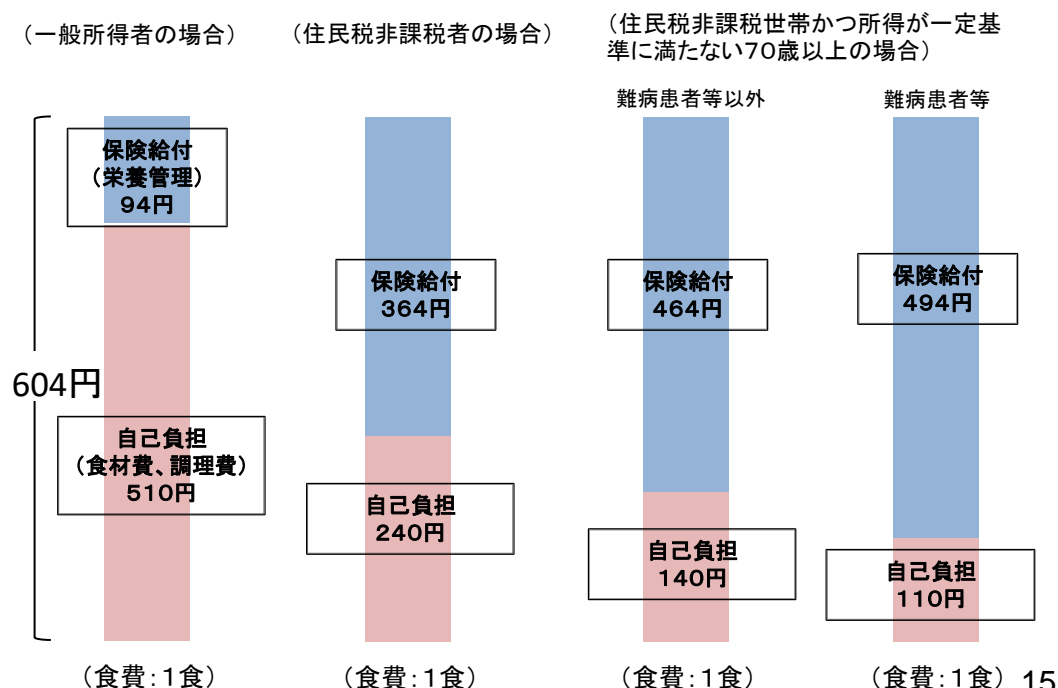 （一般所得者の場合）
（住民税非課税者の場合）
（住民税非課税世帯かつ所得が一定基
準に満たない７０歳以上の場合）
難病患者等以外
難病患者等
604円
保険給付
（栄養管理）
９４円
自己負担
（食材費、調理費）
５１０円
（食費：１食）
保険給付
３６４円
自己負担
２４０円
（食費：１食）
保険給付
４６４円
自己負担
１４０円
（食費：１食）
保険給付
４９４円
自己負担
１１０円
（食費：１食）
15